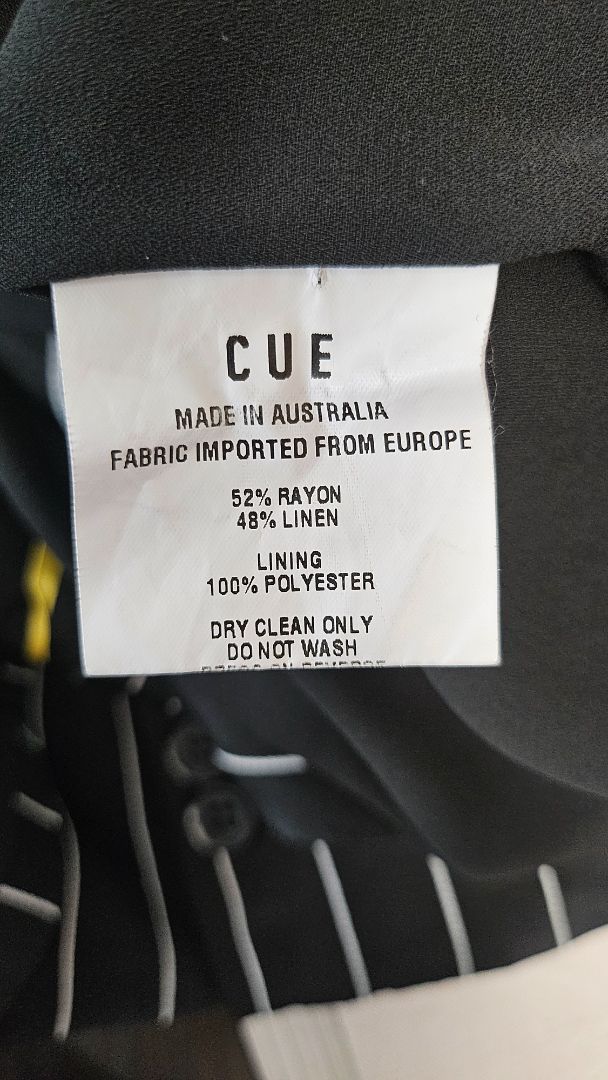 CUE
MADE IN AUSTRALIA
FABRIC IMPORTED FROM EUROPE
52% RAYON
48% LINEN
LINING
100% POLYESTER
DRY CLEAN ONLY
DO NOT WASH